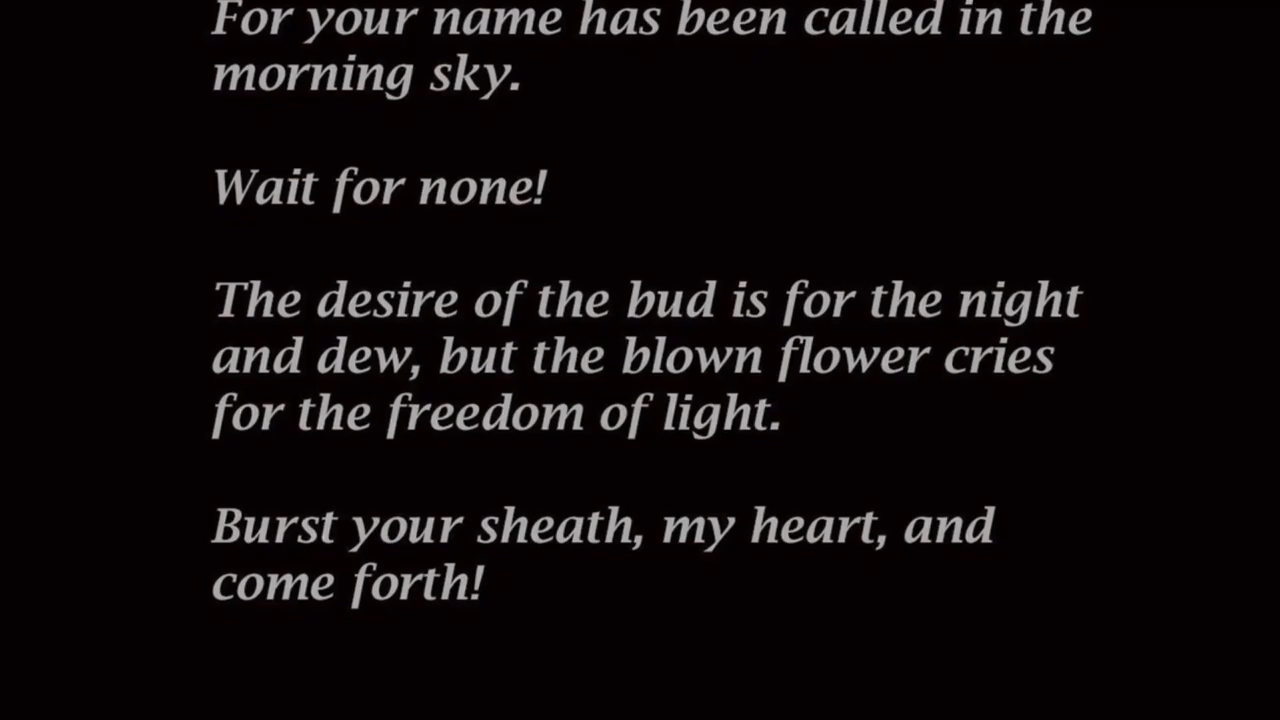 For your name has been called in the
morning sky.
Wait for none!
The desire of the bud is for the night
and dew, but the blown flower cries
for the freedom of light.
Burst your sheath, my heart, and
come forth!